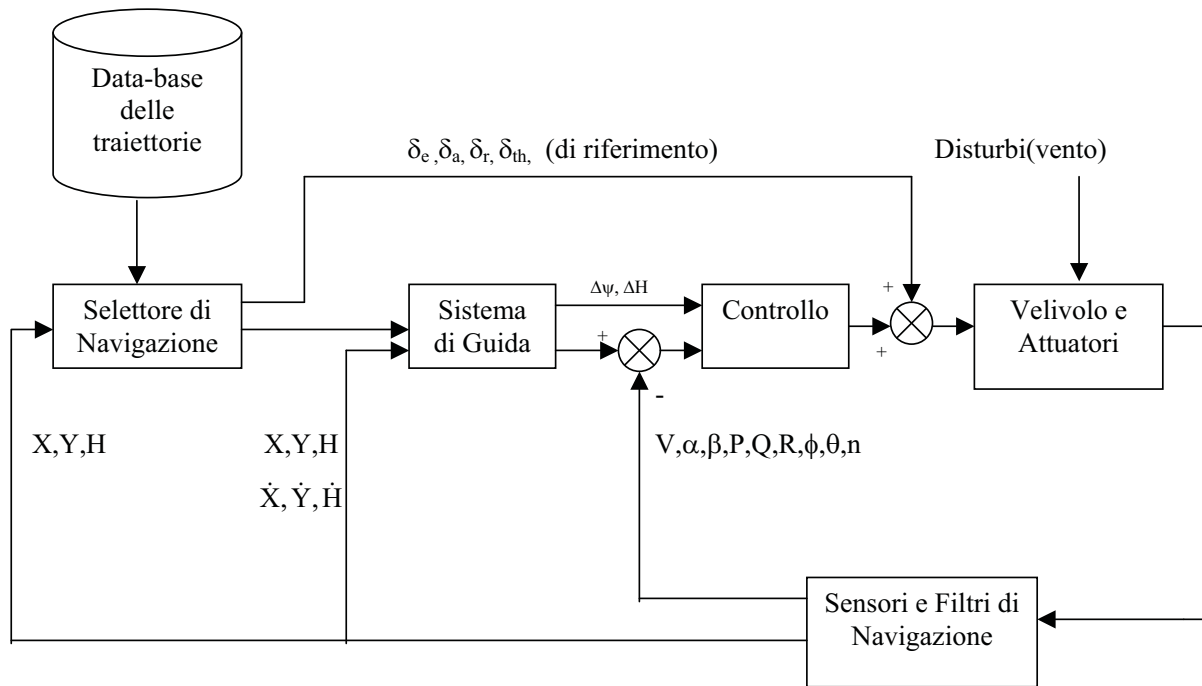 Data-base
delle
traiettorie
δe ,δa, δr, δth, (di riferimento)
Disturbi(vento)
Selettore di
Navigazione
Sistema
di Guida
Δψ, ΔH
+
-
Controllo
+
+
Velivolo e
Attuatori
X,Y,H
X,Y,H
Ẋ, Ẏ, Ḣ
V,α,β,P,Q,R,ϕ,θ,n
Sensori e Filtri di
Navigazione